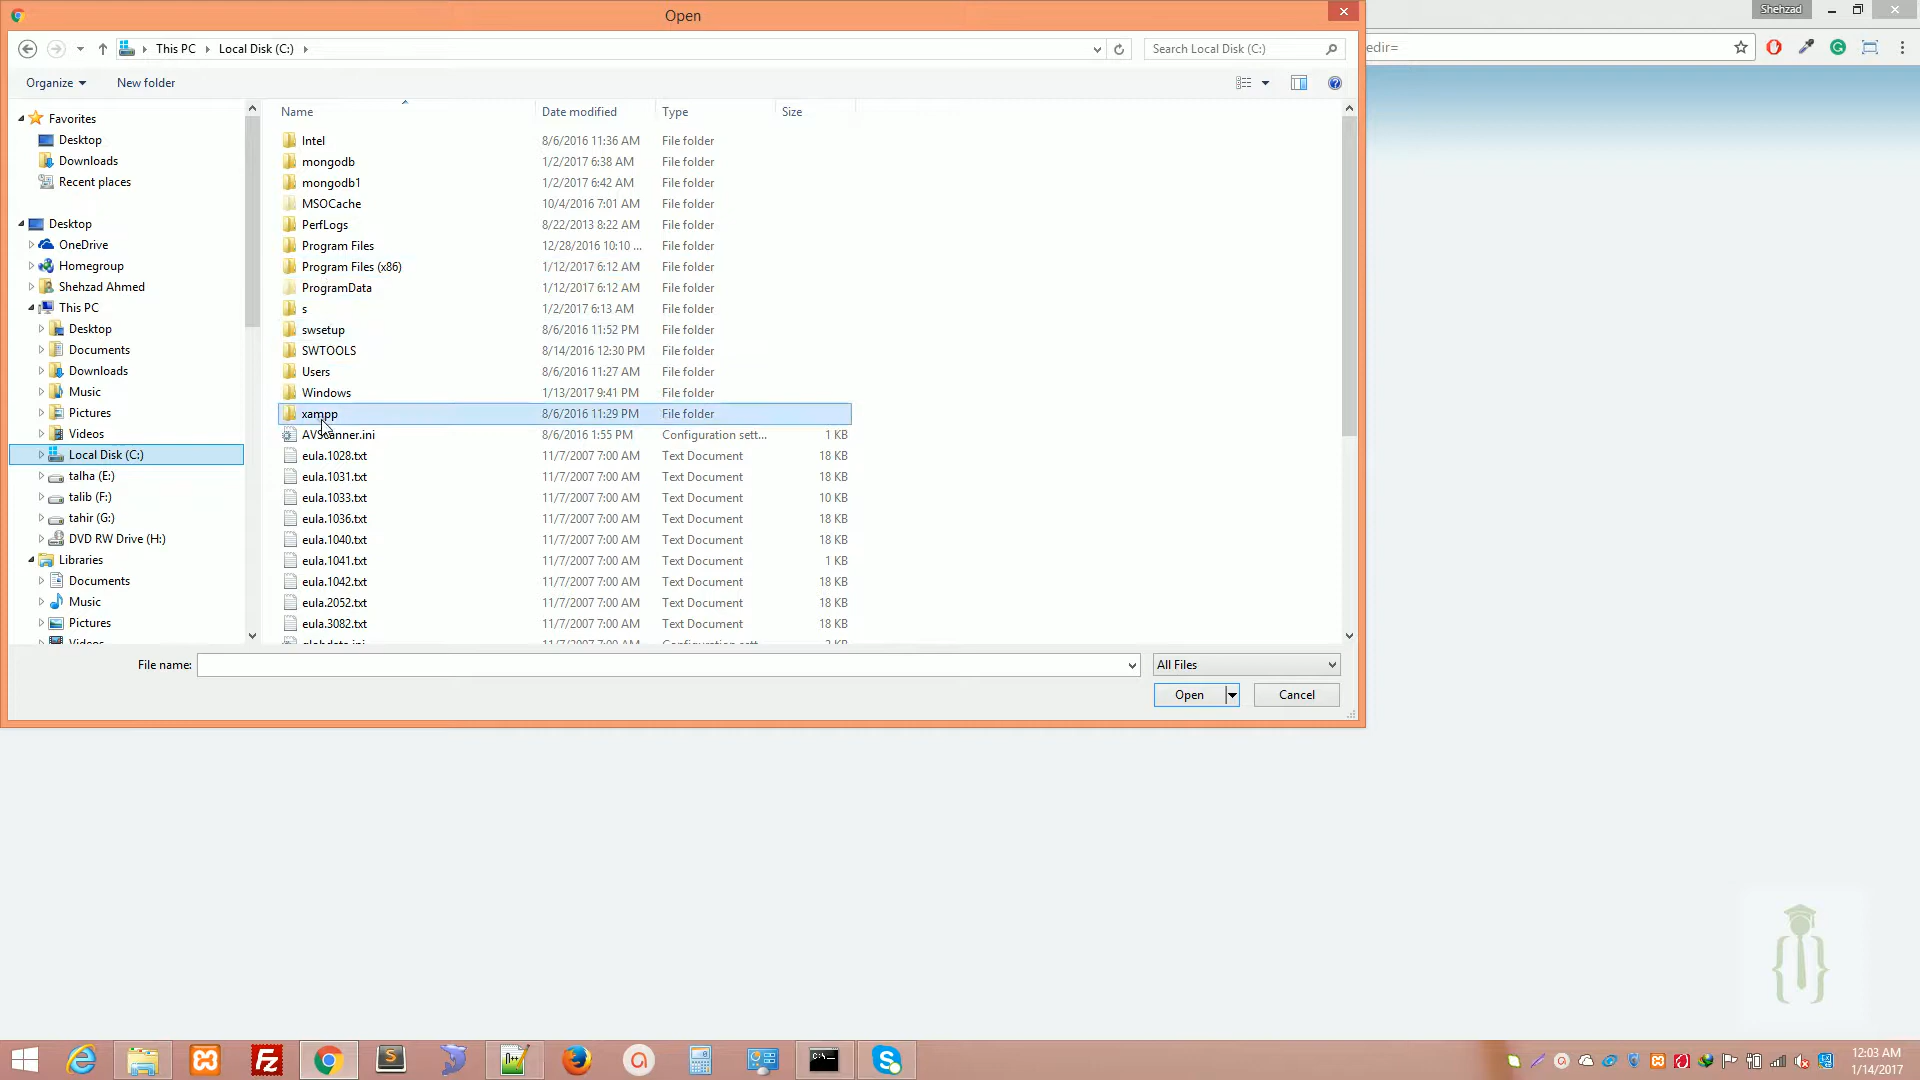 Open
Shehzad
This PC
Local Disk (C:)
Search Local Disk (C:)
edir=
Organize
New folder
Name
Date modified
Type
Size
Favorites
Desktop
Downloads
Recent places
Desktop
OneDrive
Homegroup
Shehzad Ahmed
This PC
Desktop
Documents
Downloads
Music
Pictures
Videos
Local Disk (C:)
talha (E:)
talib (F:)
tahir (G:)
DVD RW Drive (H:)
Libraries
Documents
Music
Pictures
Videos
Intel 8/6/2016 11:36 AM File folder
mongodb 1/2/2017 6:38 AM File folder
mongodb1 1/2/2017 6:42 AM File folder
MSOCache 10/4/2016 7:01 AM File folder
PerfLogs 8/22/2013 8:22 AM File folder
Program Files 12/28/2016 10:10 ... File folder
Program Files (x86) 1/12/2017 6:12 AM File folder
ProgramData 1/12/2017 6:12 AM File folder
s 1/2/2017 6:13 AM File folder
swsetup 8/6/2016 11:52 PM File folder
SWTOOLS 8/14/2016 12:30 PM File folder
Users 8/6/2016 11:27 AM File folder
Windows 1/13/2017 9:41 PM File folder
xampp 8/6/2016 11:29 PM File folder
AVScanner.ini 8/6/2016 1:55 PM Configuration sett... 1 KB
eula.1028.txt 11/7/2007 7:00 AM Text Document 18 KB
eula.1031.txt 11/7/2007 7:00 AM Text Document 18 KB
eula.1033.txt 11/7/2007 7:00 AM Text Document 10 KB
eula.1036.txt 11/7/2007 7:00 AM Text Document 18 KB
eula.1040.txt 11/7/2007 7:00 AM Text Document 18 KB
eula.1041.txt 11/7/2007 7:00 AM Text Document 1 KB
eula.1042.txt 11/7/2007 7:00 AM Text Document 18 KB
eula.2052.txt 11/7/2007 7:00 AM Text Document 18 KB
eula.3082.txt 11/7/2007 7:00 AM Text Document 18 KB
File name:
All Files
Open
Cancel
12:03 AM
1/14/2017